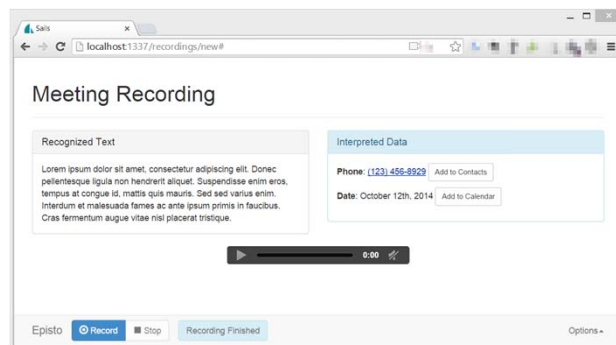 Sails
localhost:1337/recordings/new#
Meeting Recording
Recognized Text
Lorem ipsum dolor sit amet, consectetur adipiscing elit. Donec
pellentesque ligula non hendrerit aliquet. Suspendisse enim eros,
tempus at congue id, mattis quis mauris. Sed sed varius enim.
Interdum et malesuada fames ac ante ipsum primis in faucibus.
Cras fermentum augue vitae nisl placerat tristique.
Interpreted Data
Phone: (123) 456-8929 Add to Contacts
Date: October 12th, 2014 Add to Calendar
0:00
Episto Record Stop Recording Finished Options